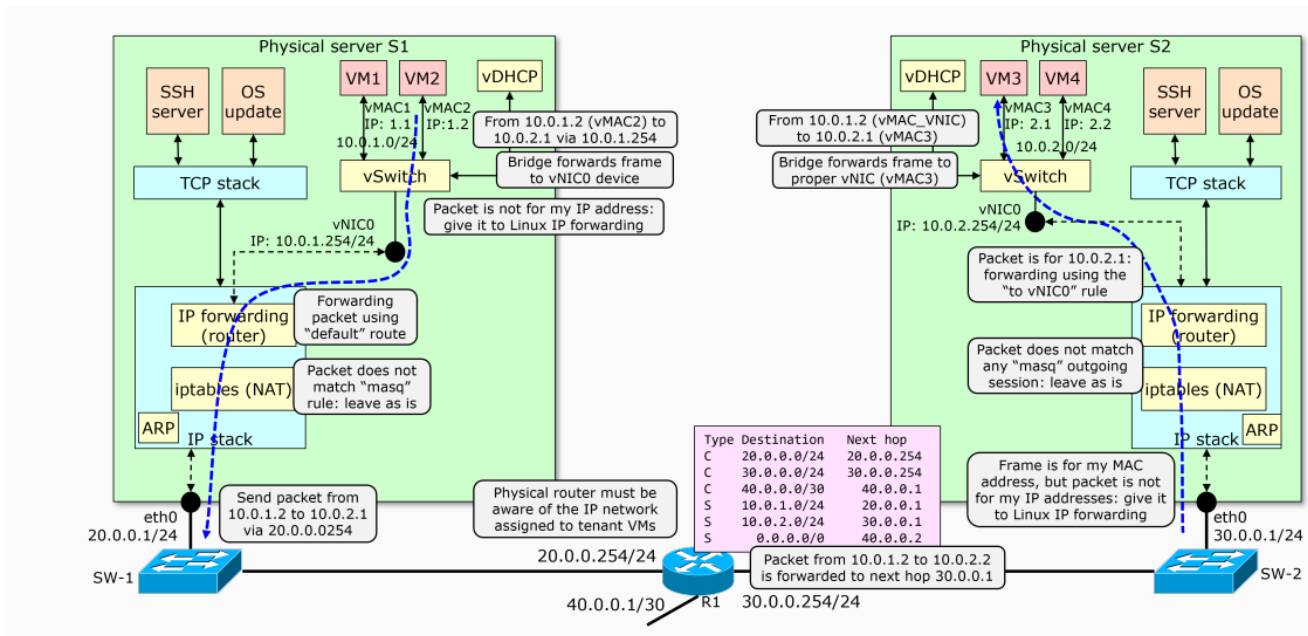 Physical server S1
SSH
server
OS
update
VM1
VM2
vDHCP
vMAC1
IP: 1.1
vMAC2
IP:1.2
10.0.1.0/24
From 10.0.1.2 (vMAC2) to
10.0.2.1 via 10.0.1.254
Bridge forwards frame
to vNIC0 device
TCP stack
vSwitch
Packet is not for my IP address:
give it to Linux IP forwarding
vNIC0
IP: 10.0.1.254/24
IP forwarding
(router)
Forwarding
packet using
“default” route
iptables (NAT)
Packet does not
match “masq”
rule: leave as is
ARP
IP stack
eth0
20.0.0.1/24
Send packet from
10.0.1.2 to 10.0.2.1
via 20.0.0.0254
SW-1
Physical router must be
aware of the IP network
assigned to tenant VMs
20.0.0.254/24
40.0.0.1/30
R1
30.0.0.254/24
Type Destination Next hop
C 20.0.0.0/24 20.0.0.254
C 30.0.0.0/24 30.0.0.254
C 40.0.0.0/30 40.0.0.1
S 10.0.1.0/24 20.0.0.1
S 10.0.2.0/24 30.0.0.1
S 0.0.0.0/0 40.0.0.2
Packet from 10.0.1.2 to 10.0.2.2
is forwarded to next hop 30.0.0.1
Physical server S2
vDHCP
VM3
VM4
SSH
server
OS
update
vMAC3
IP: 2.1
vMAC4
IP: 2.2
10.0.2.0/24
From 10.0.1.2 (vMAC_VNIC)
to 10.0.2.1 (vMAC3)
Bridge forwards frame to
proper vNIC (vMAC3)
vSwitch
TCP stack
vNIC0
IP: 10.0.2.254/24
Packet is for 10.0.2.1:
forwarding using the
“to vNIC0” rule
IP forwarding
(router)
Packet does not match
any “masq” outgoing
session: leave as is
iptables (NAT)
ARP
IP stack
Frame is for my MAC
address, but packet is not
for my IP addresses: give it
to Linux IP forwarding
eth0
30.0.0.1/24
SW-2